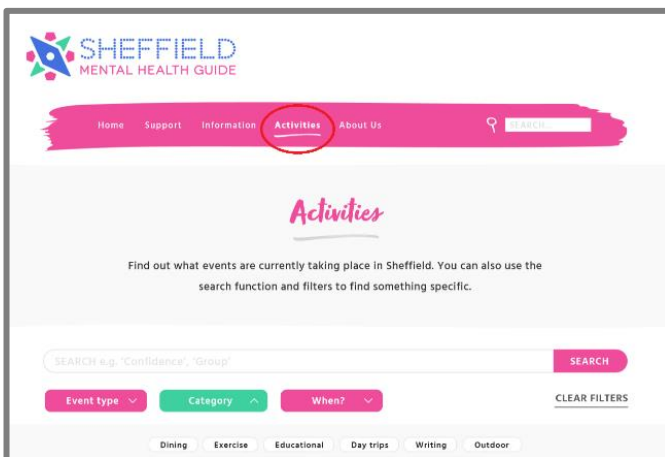 SHEFFIELD
MENTAL HEALTH GUIDE
Home Support Information Activities About Us SEARCH...
Activities
Find out what events are currently taking place in Sheffield. You can also use the
search function and filters to find something specific.
SEARCH e.g. 'Confidence', 'Group' SEARCH
Event type Category When? CLEAR FILTERS
Dining Exercise Educational Day trips Writing Outdoor